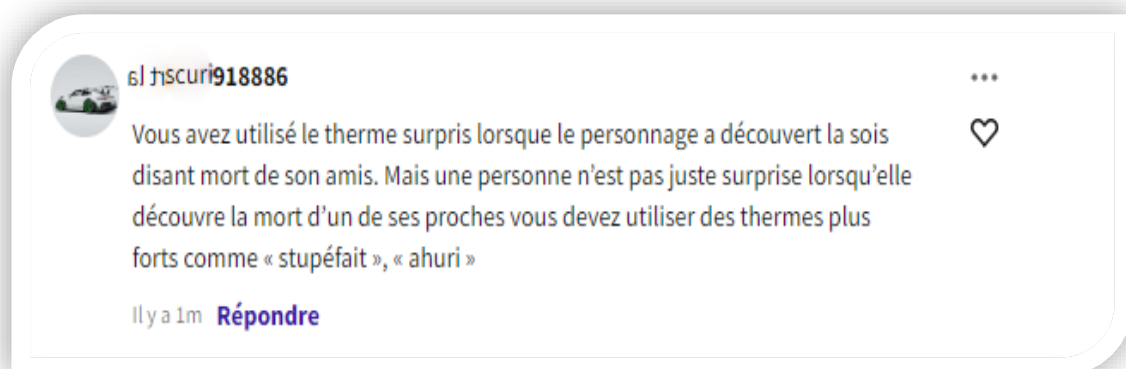 918886
Vous avez utilisé le therme surpris lorsque le personnage a découvert la sois
disant mort de son amis. Mais une personne n'est pas juste surprise lorsqu'elle
découvre la mort d'un de ses proches vous devez utiliser des thermes plus
forts comme « stupéfait », « ahuri »
Il y a 1m Répondre